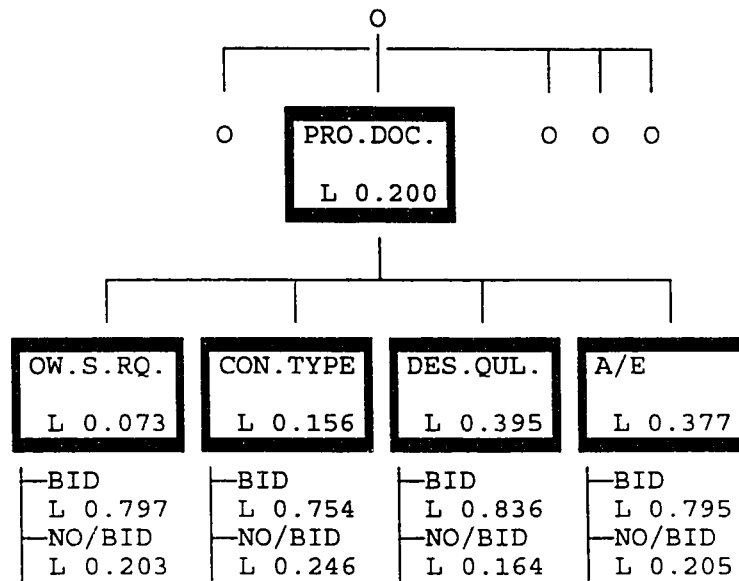 O
O PRO.DOC. O O O
L 0.200
OW.S.RQ. CON.TYPE DES.QUL. A/E
L 0.073 L 0.156 L 0.395 L 0.377
BID BID BID BID
L 0.797 L 0.754 L 0.836 L 0.795
NO/BID NO/BID NO/BID NO/BID
L 0.203 L 0.246 L 0.164 L 0.205